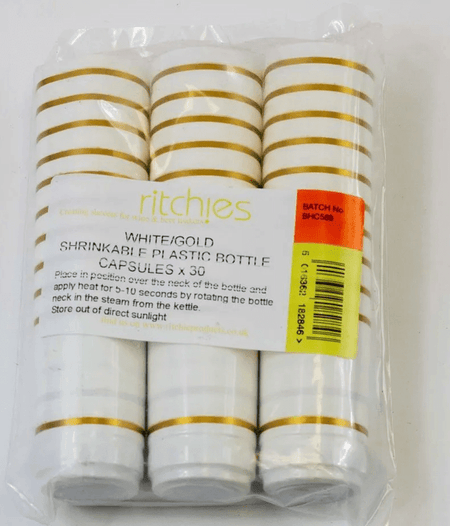 ritchies
WHITE/GOLD
SHRINKABLE PLASTIC BOTTLE
CAPSULES x 30
Place in position over the neck of the bottle and
apply heat for 5-10 seconds by rotating the bottle
neck in the steam from the kettle.
Store out of direct sunlight
BATCH No
BHC589